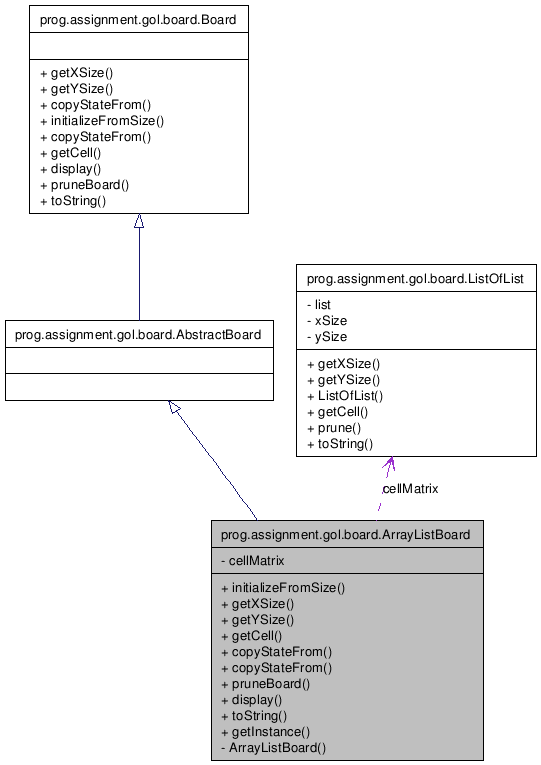 prog.assignment.gol.board.Board
+ getXSize()
+ getYSize()
+ copyStateFrom()
+ initializeFromSize()
+ copyStateFrom()
+ getCell()
+ display()
+ pruneBoard()
+ toString()
prog.assignment.gol.board.ListOfList
- list
- xSize
- ySize
+ getXSize()
+ getYSize()
+ ListOfList()
+ getCell()
+ prune()
+ toString()
prog.assignment.gol.board.AbstractBoard
cellMatrix
prog.assignment.gol.board.ArrayListBoard
- cellMatrix
+ initializeFromSize()
+ getXSize()
+ getYSize()
+ getCell()
+ copyStateFrom()
+ copyStateFrom()
+ pruneBoard()
+ display()
+ toString()
+ getInstance()
- ArrayListBoard()